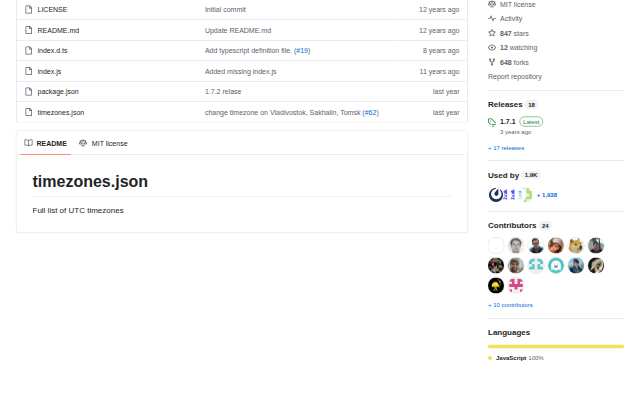 LICENSE Initial commit 12 years ago
README.md Update README.md 12 years ago
index.d.ts Add typescript definition file. (#19) 8 years ago
index.js Added missing index.js 11 years ago
package.json 1.7.2 relase last year
timezones.json change timezone on Vladivostok, Sakhalin, Tomsk (#62) last year
README MIT license
timezones.json
Full list of UTC timezones
MIT license
Activity
847 stars
12 watching
648 forks
Report repository
Releases 18
1.7.1 Latest
3 years ago
+ 17 releases
Used by 1.9K
+ 1,938
Contributors 24
+ 10 contributors
Languages
JavaScript 100%